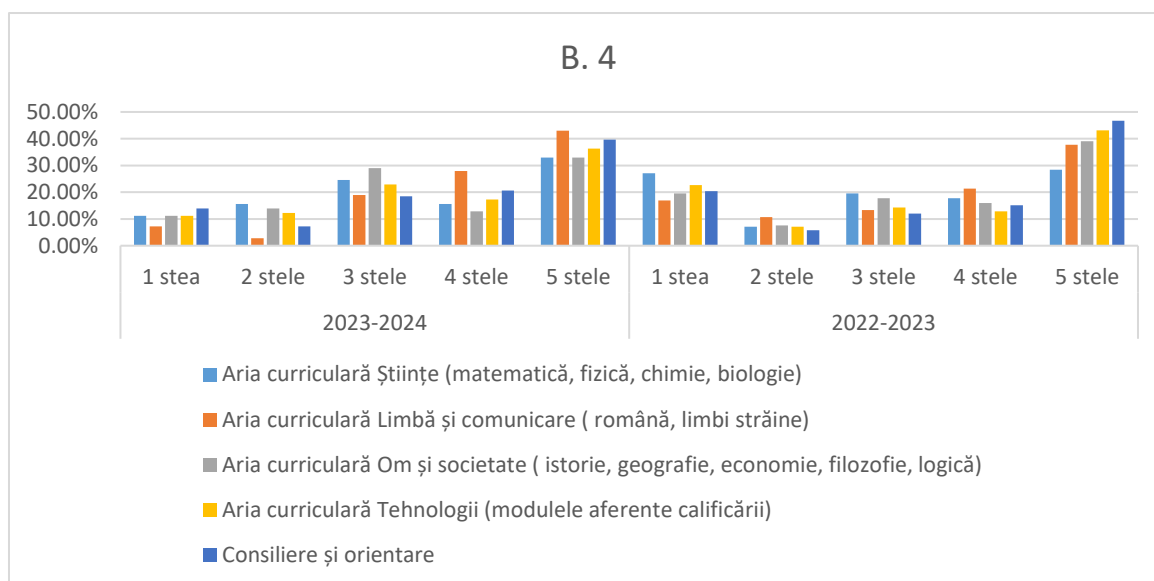 B. 4
50.00%
40.00%
30.00%
20.00%
10.00%
0.00%
1 stea 2 stele 3 stele 4 stele 5 stele 1 stea 2 stele 3 stele 4 stele 5 stele
2023-2024 2022-2023
Aria curriculară Științe (matematică, fizică, chimie, biologie)
Aria curriculară Limbă și comunicare ( română, limbi străine)
Aria curriculară Om și societate ( istorie, geografie, economie, filozofie, logică)
Aria curriculară Tehnologii (modulele aferente calificării)
Consiliere și orientare